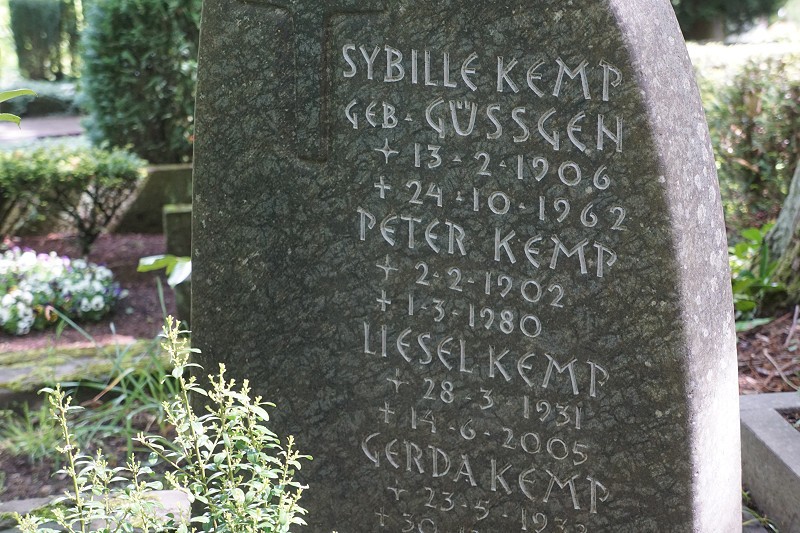 SYBILLE KEMP
GEB- GÜSSGEN
13-2-1906
24-10-1962
PETER KEMP
2-2-1902
1-3-1980
LIESEL KEMP
28-3-1931
14-6-2005
GERDA KEMP
23-5-
30